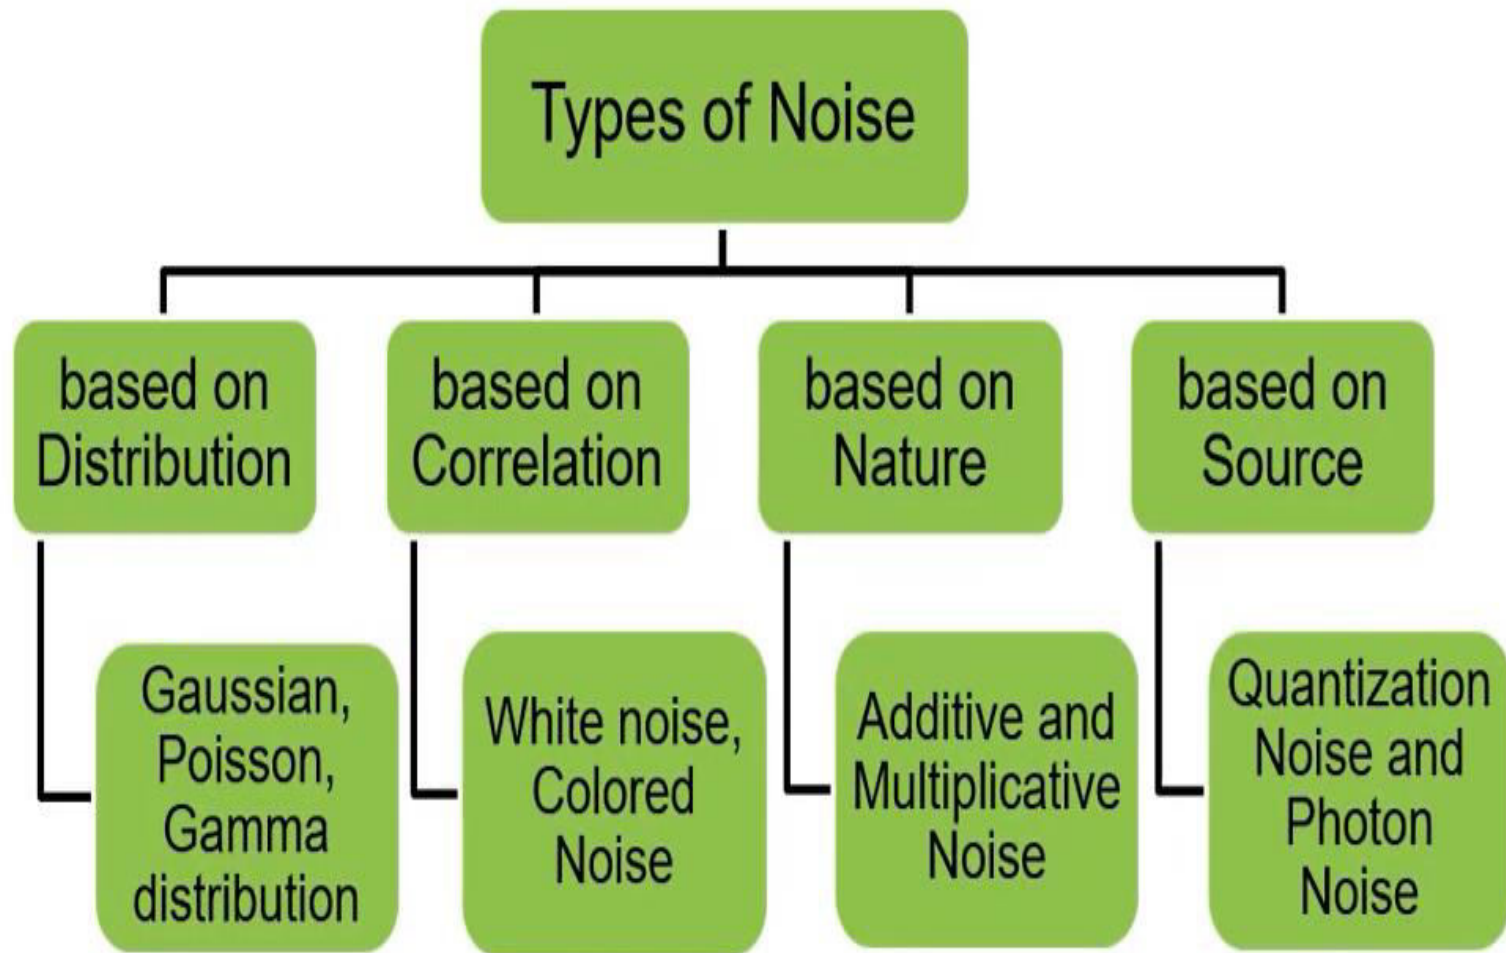 Types of Noise
based on
Distribution
based on
Correlation
based on
Nature
based on
Source
Gaussian,
Poisson,
Gamma
distribution
White noise,
Colored
Noise
Additive and
Multiplicative
Noise
Quantization
Noise and
Photon
Noise